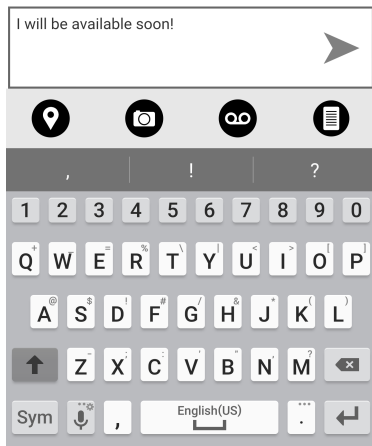 I will be available soon!
, ! ?
1 2 3 4 5 6 7 8 9 0
Q + W _ E = R % T \ Y | U < I > O [ P ]
A @ S $ D ! F # G / H & J * K ( L )
Z - X ' C : V ' B " N , M ?
Sym , English(US) .